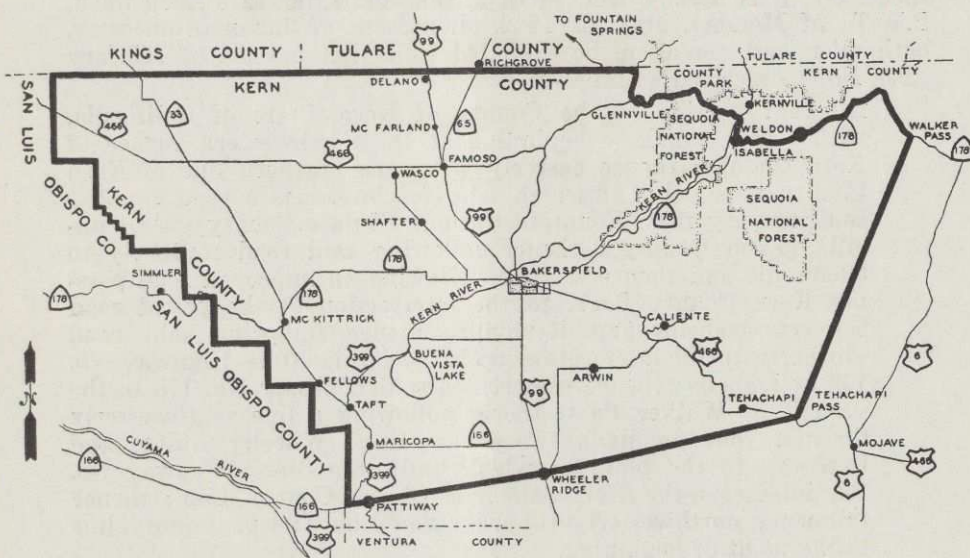 TO FOUNTAIN
SPRINGS
99
KINGS COUNTY TULARE COUNTY
RICHGROVE
TULARE COUNTY
KERN COUNTY
KERN COUNTY
COUNTY
PARK
DELANO
SAN LUIS
OBISPO CO.
466
33
65
MC FARLAND
GLENNVILLE
KERNVILLE
SEQUOIA
NATIONAL
FOREST
WELDON
ISABELLA
178
WALKER
PASS
178
466
FAMOSO
WASCO
KERN RIVER
178
SEQUOIA
NATIONAL
FOREST
KERN
COUNTY
SHAFTER
99
178
BAKERSFIELD
SIMMLER
178
SAN LUIS OBISPO COUNTY
178
MC KITTRICK
KERN RIVER
CALIENTE
466
6
399
BUENA
VISTA
LAKE
FELLOWS
TAFT
99
ARWIN
TEHACHAPI
TEHACHAPI
PASS
N
MARICOPA
166
MOJAVE
466
CUYAMA
RIVER
166
399
WHEELER
RIDGE
6
166
PATTIWAY
399
VENTURA COUNTY